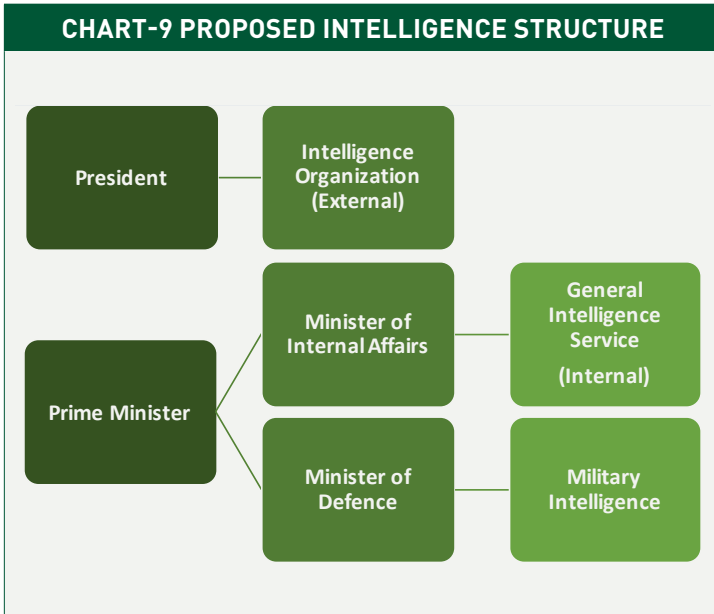 CHART-9 PROPOSED INTELLIGENCE STRUCTURE
President
Intelligence
Organization
(External)
Prime Minister
Minister of
Internal Affairs
General
Intelligence
Service
(Internal)
Minister of
Defence
Military
Intelligence